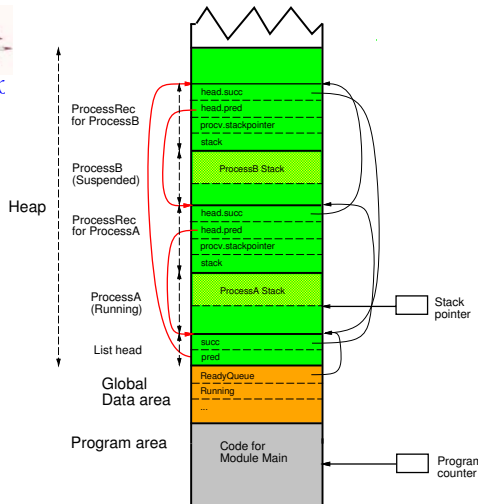 head.succ
head.pred
procv.stackpointer
stack
ProcessRec
for ProcessB
ProcessB
(Suspended)
ProcessB Stack
Heap
head.succ
head.pred
procv.stackpointer
stack
ProcessRec
for ProcessA
ProcessA
(Running)
ProcessA Stack
Stack
pointer
List head
succ
pred
Global
Data area
ReadyQueue
Running
...
Program area
Code for
Module Main
Program
counter